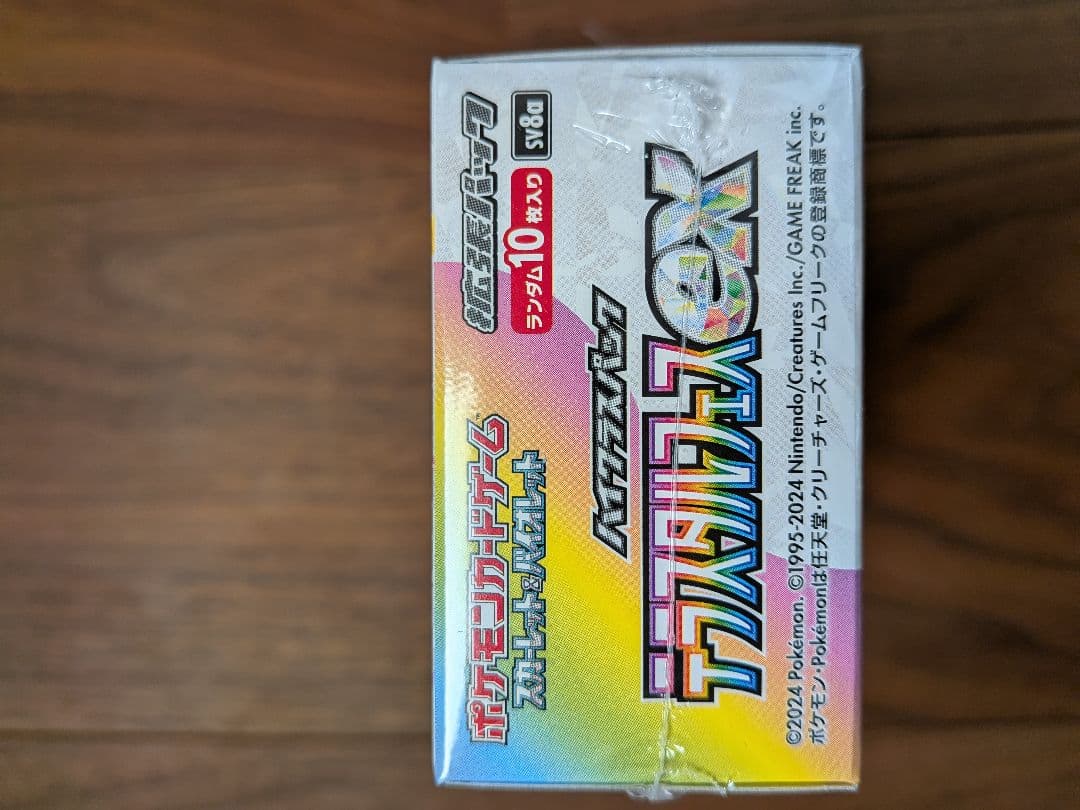 ポケモンカードゲーム™
スカーレット&バイオレット
拡張パック
ランダム10枚入り
SV8a
ハイクラスパック
テラスタルフェスex
©2024 Pokémon. ©1995-2024 Nintendo/Creatures Inc./GAME FREAK inc.
ポケモン・Pokémonは任天堂・クリーチャーズ・ゲームフリークの登録商標です。